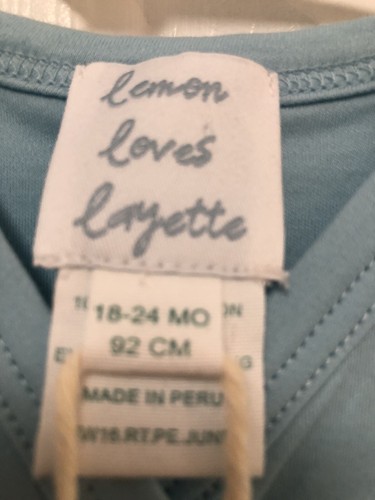 lemon
loves
layette
18-24 MO
92 CM
MADE IN PERU